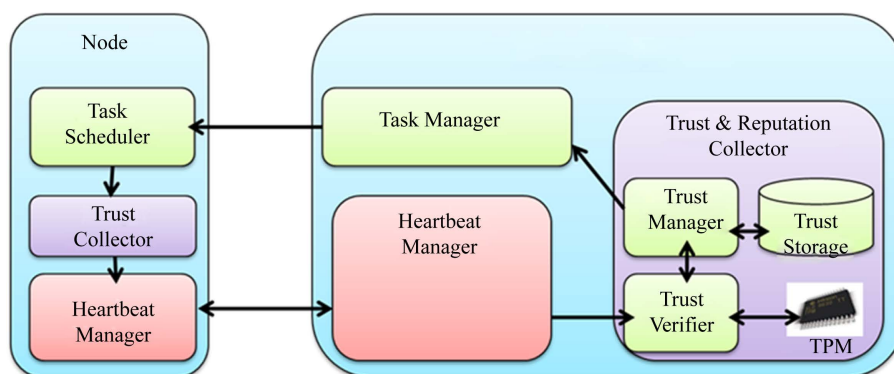 Node
Task
Scheduler
Trust
Collector
Heartbeat
Manager
Task Manager
Heartbeat
Manager
Trust & Reputation
Collector
Trust
Manager
Trust
Storage
Trust
Verifier
TPM